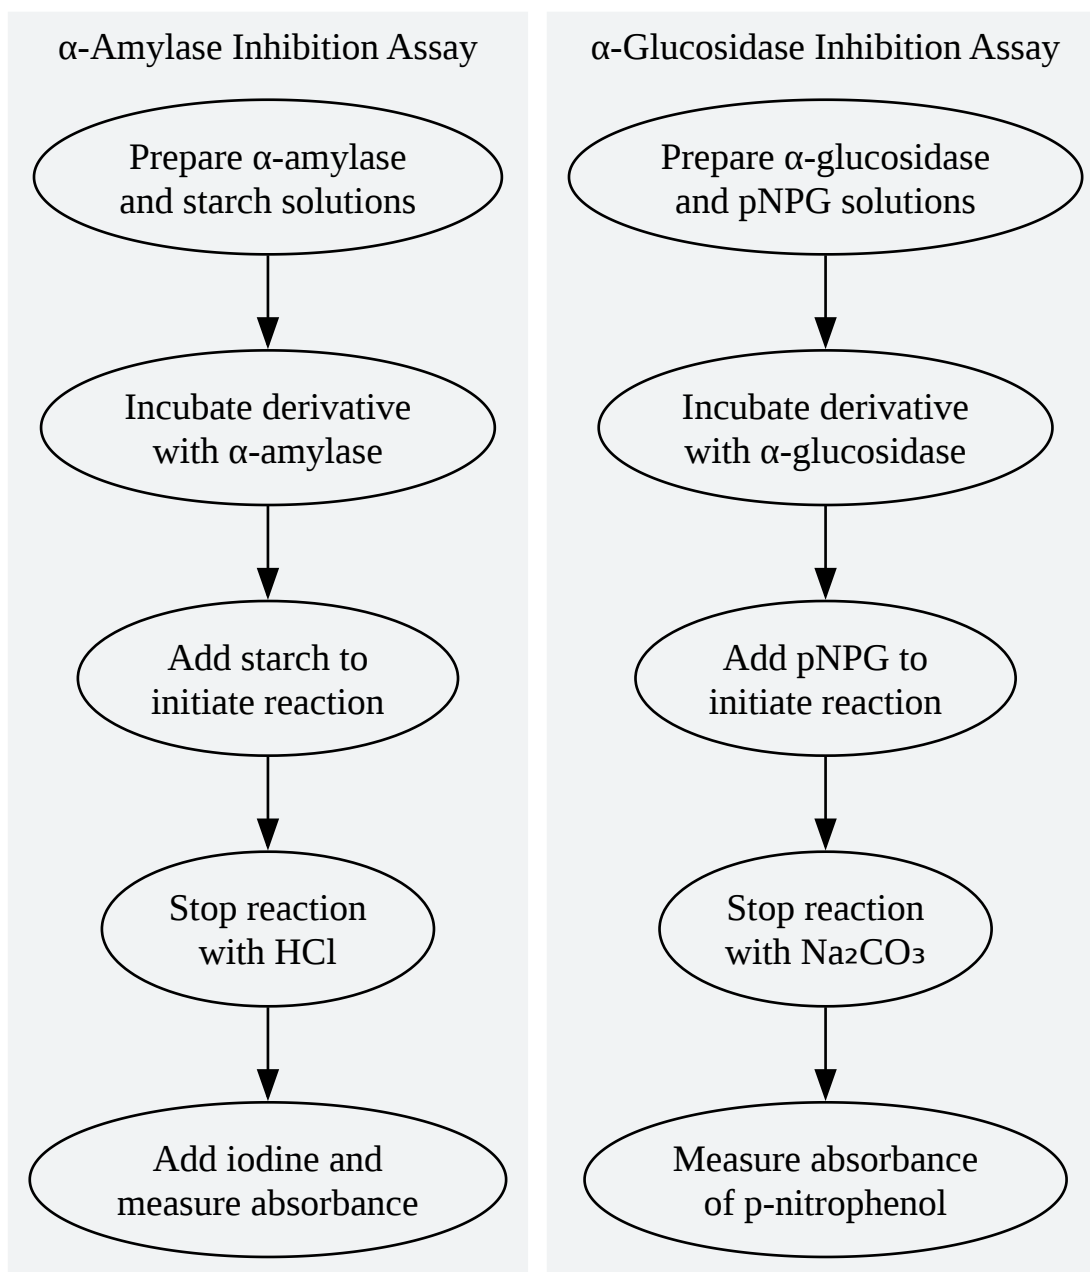 α-Amylase Inhibition Assay
Prepare α-amylase
and starch solutions
Incubate derivative
with α-amylase
Add starch to
initiate reaction
Stop reaction
with HCl
Add iodine and
measure absorbance
α-Glucosidase Inhibition Assay
Prepare α-glucosidase
and pNPG solutions
Incubate derivative
with α-glucosidase
Add pNPG to
initiate reaction
Stop reaction
with Na₂CO₃
Measure absorbance
of p-nitrophenol